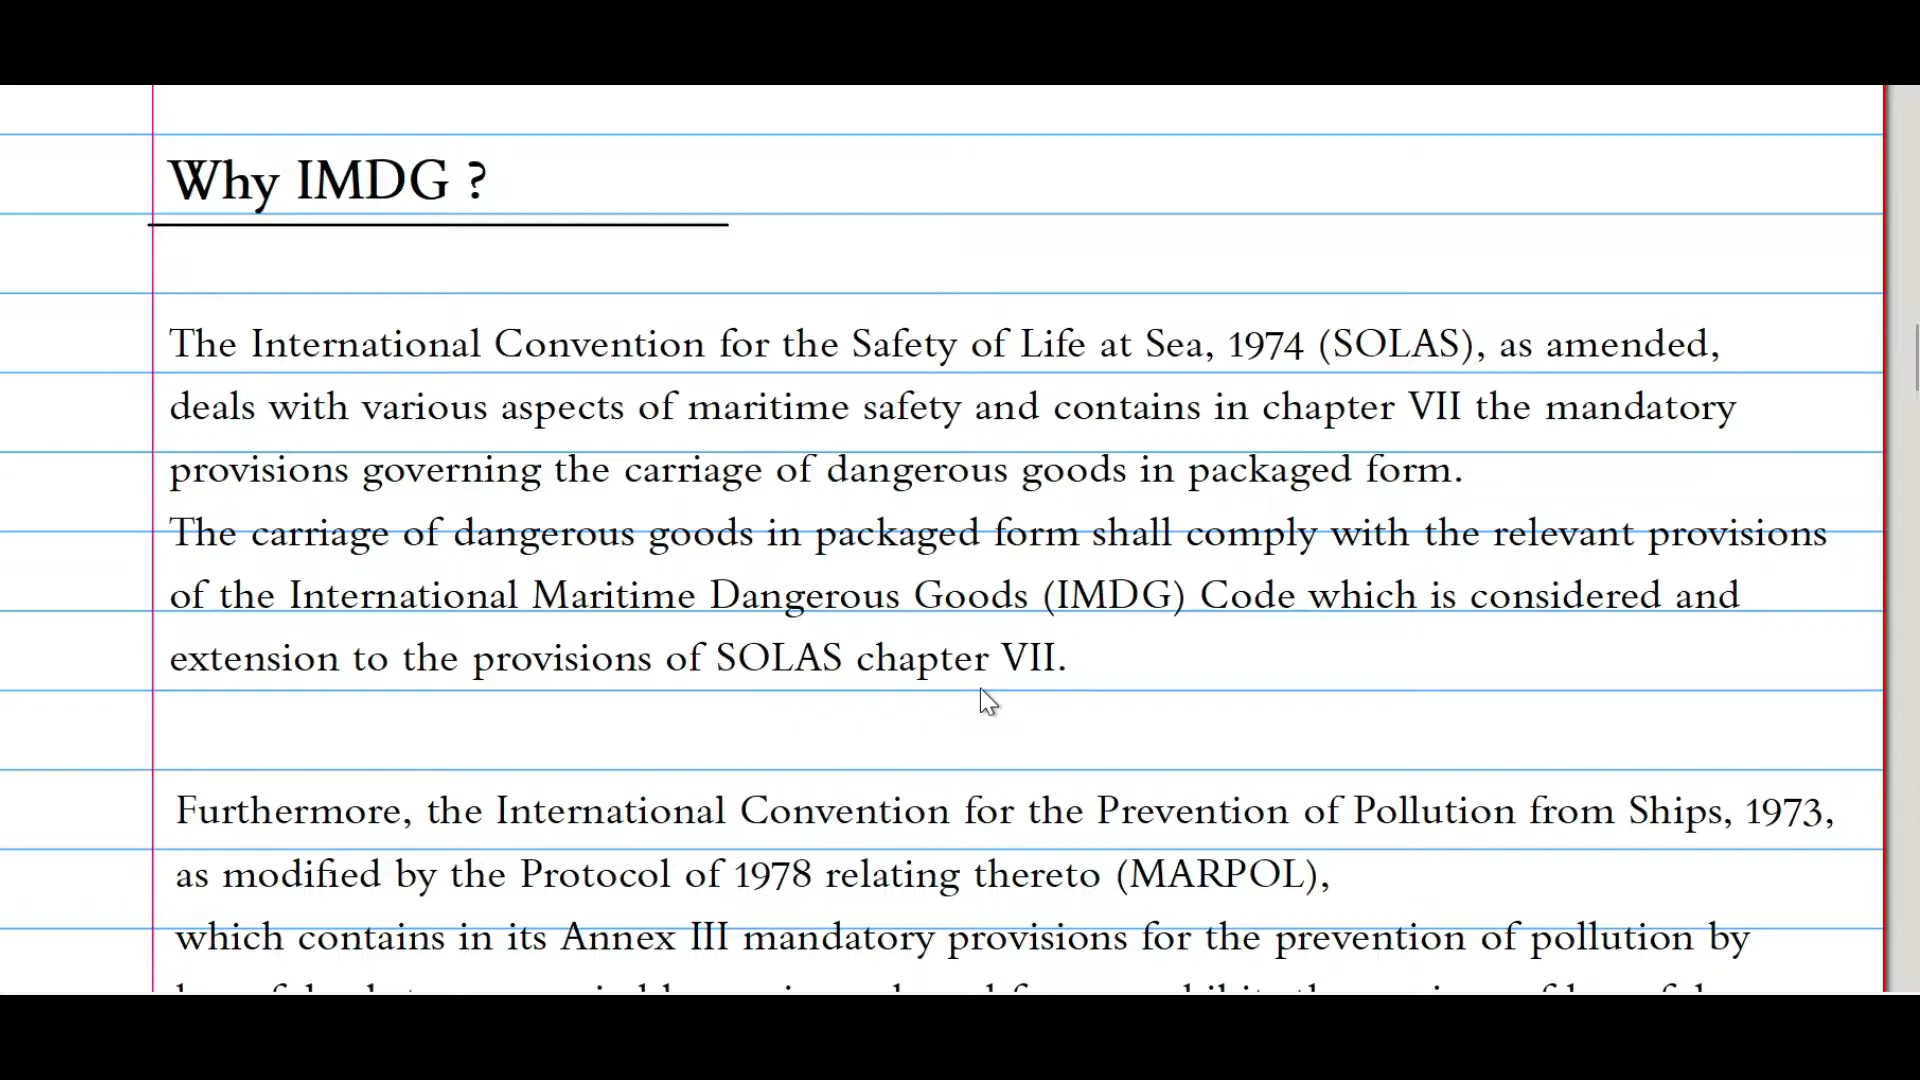 Why IMDG ?
The International Convention for the Safety of Life at Sea, 1974 (SOLAS), as amended,
deals with various aspects of maritime safety and contains in chapter VII the mandatory
provisions governing the carriage of dangerous goods in packaged form.
The carriage of dangerous goods in packaged form shall comply with the relevant provisions
of the International Maritime Dangerous Goods (IMDG) Code which is considered and
extension to the provisions of SOLAS chapter VII.
Furthermore, the International Convention for the Prevention of Pollution from Ships, 1973,
as modified by the Protocol of 1978 relating thereto (MARPOL),
which contains in its Annex III mandatory provisions for the prevention of pollution by